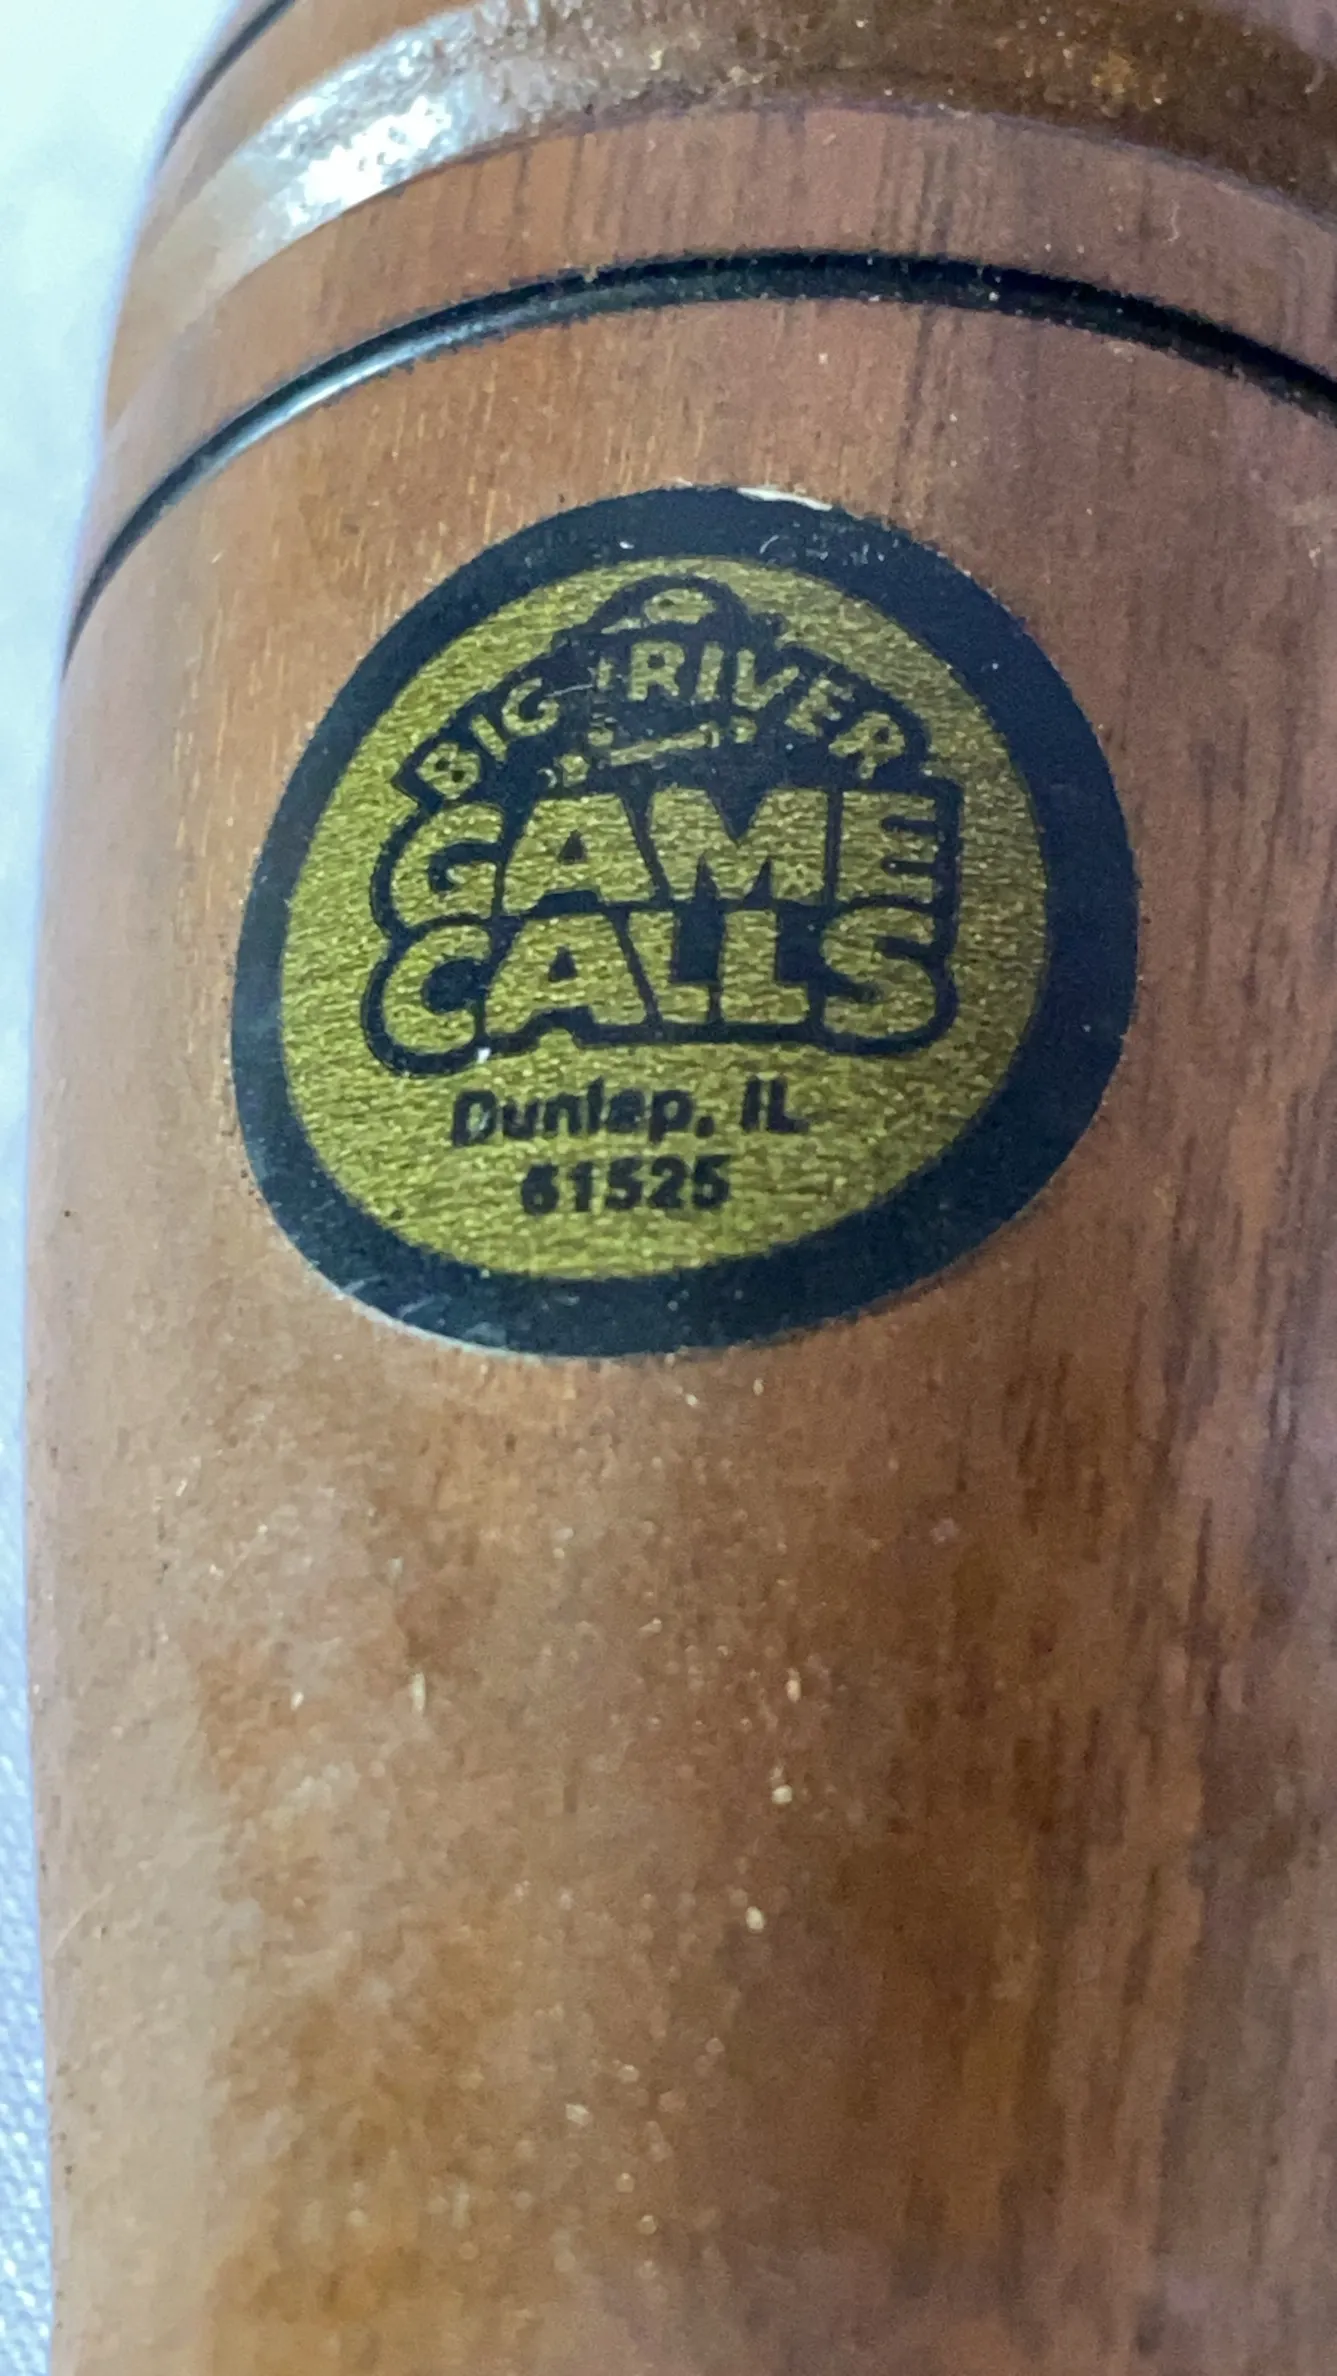 BIG RIVER
GAME
CALLS
Dunlap, IL
61525